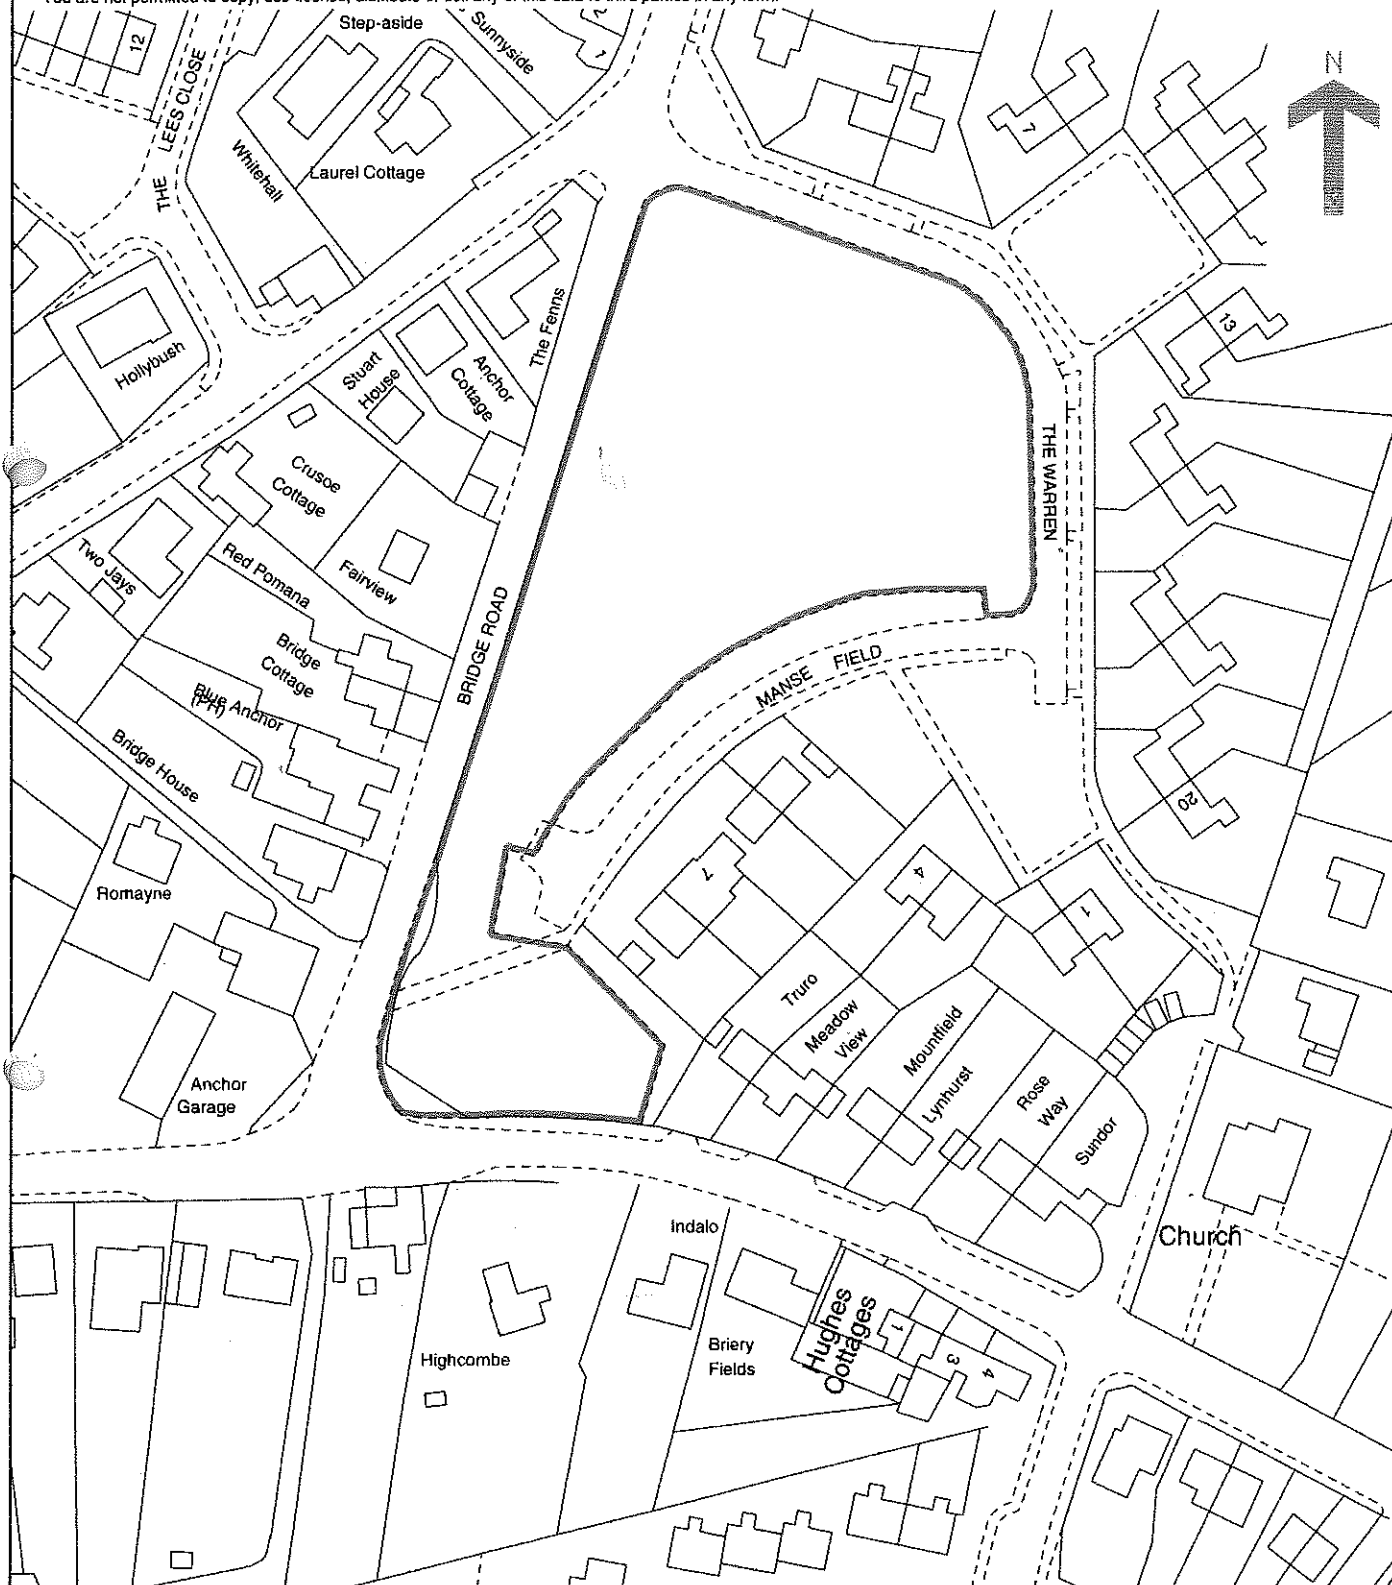 Step-aside
Sunnyside
2
1
N
12
THE LEES CLOSE
Whitehall
Laurel Cottage
7
Hollybush
The Fenns
Stuart
House
Anchor
Cottage
13
Crusoe
Cottage
THE WARREN
Two Jays
Red Pomana
Fairview
BRIDGE ROAD
Bridge
Cottage
MANSE FIELD
Blue Anchor
(PH)
Bridge House
20
Romayne
7
4
1
Truro
Meadow
View
Mountfield
Lynhurst
Rose
Way
Sundor
Anchor
Garage
Church
Indalo
Hughes
Cottages
1
3
4
Briery
Fields
Highcombe